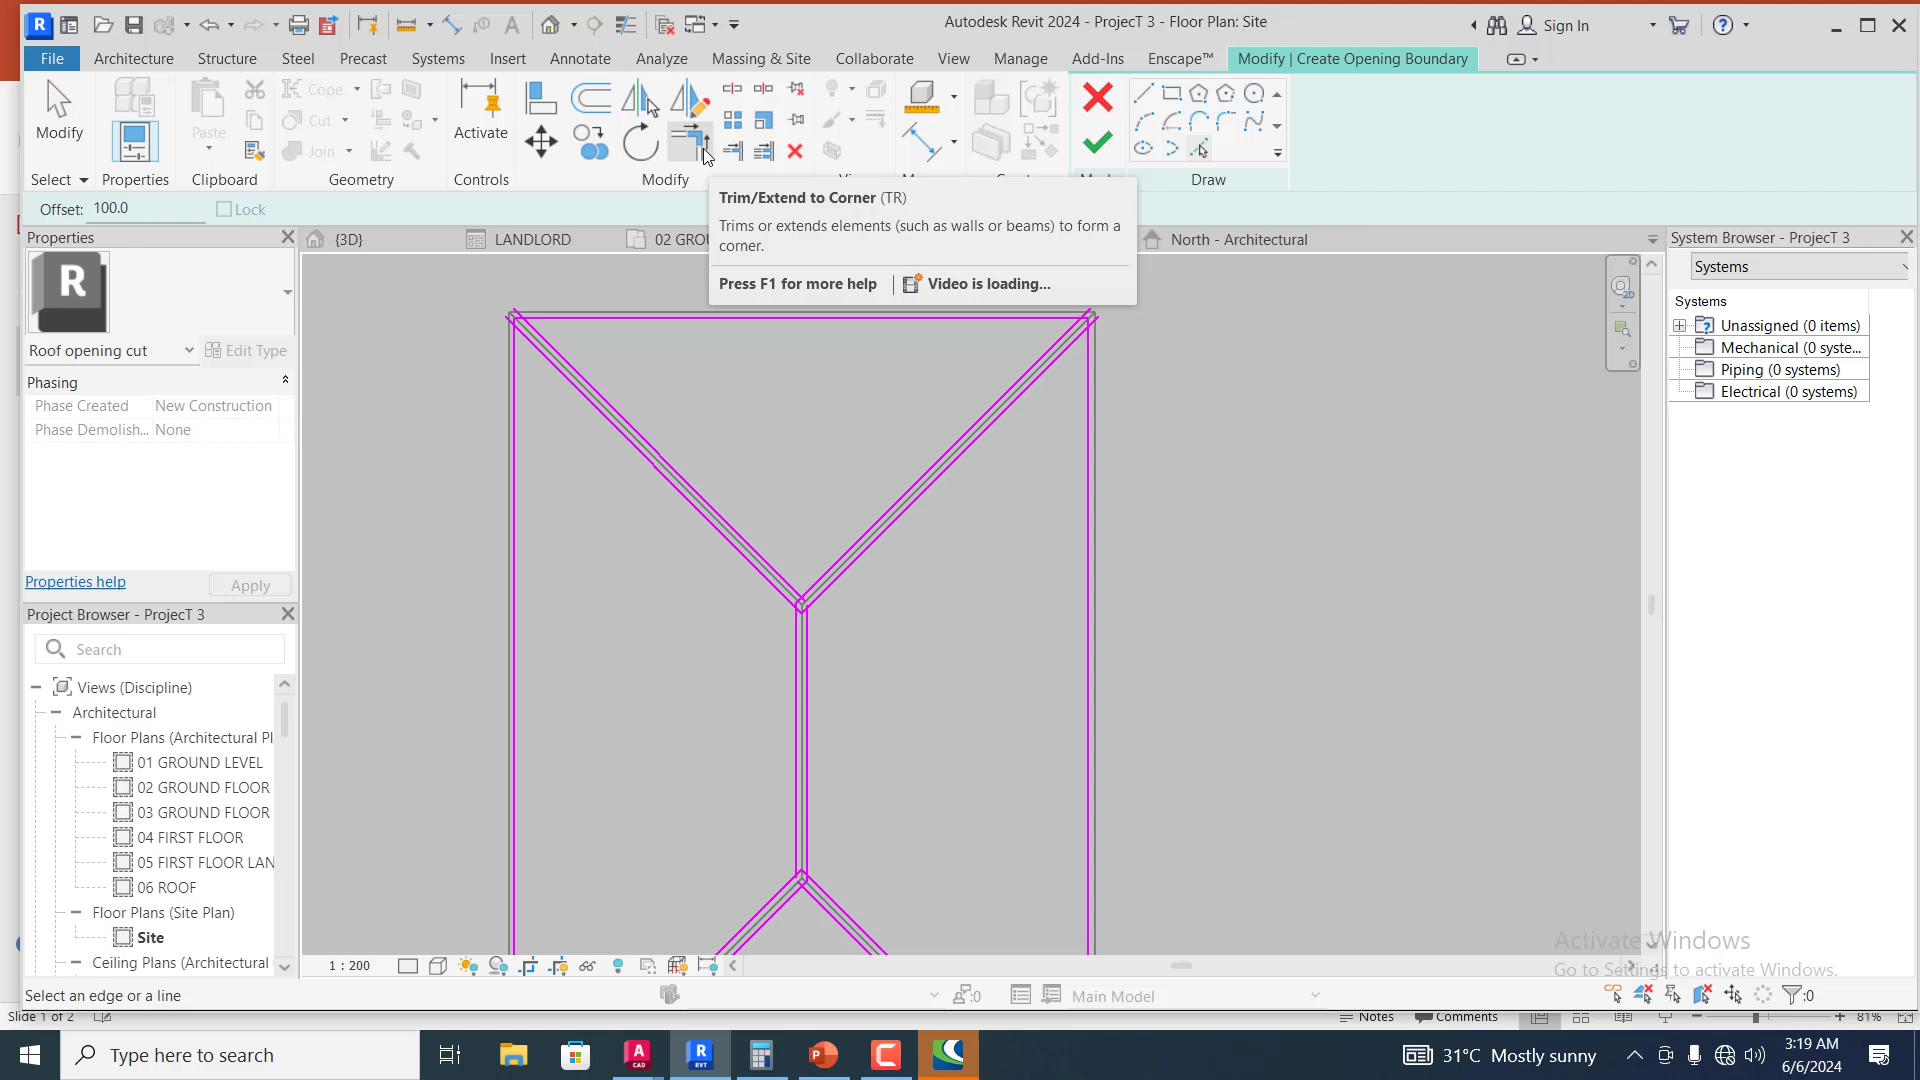 Autodesk Revit 2024 - ProjecT 3 - Floor Plan: Site
Sign In
File
Architecture
Structure
Steel
Precast
Systems
Insert
Annotate
Analyze
Massing & Site
Collaborate
View
Manage
Add-Ins
Enscape™
Modify | Create Opening Boundary
Modify
Paste
Cope
Cut
Join
Activate
Select
Properties
Clipboard
Geometry
Controls
Modify
Draw
Offset: 100.0
Lock
Trim/Extend to Corner (TR)
Trims or extends elements (such as walls or beams) to form a
corner.
Press F1 for more help
Video is loading...
Properties
{3D}
LANDLORD
02 GROU
North - Architectural
System Browser - ProjecT 3
Systems
Systems
Unassigned (0 items)
Mechanical (0 syste...
Piping (0 systems)
Electrical (0 systems)
R
Roof opening cut
Edit Type
Phasing
Phase Created New Construction
Phase Demolish... None
Properties help
Apply
Project Browser - ProjecT 3
Search
Views (Discipline)
Architectural
Floor Plans (Architectural Pl
01 GROUND LEVEL
02 GROUND FLOOR
03 GROUND FLOOR
04 FIRST FLOOR
05 FIRST FLOOR LAN
06 ROOF
Floor Plans (Site Plan)
Site
Ceiling Plans (Architectural
1 : 200
Activate Windows
Go to Settings to activate Windows.
Select an edge or a line
:0
Main Model
:0
Slide 1 of 2
Notes
Comments
81%
Type here to search
31°C Mostly sunny
3:19 AM
6/6/2024